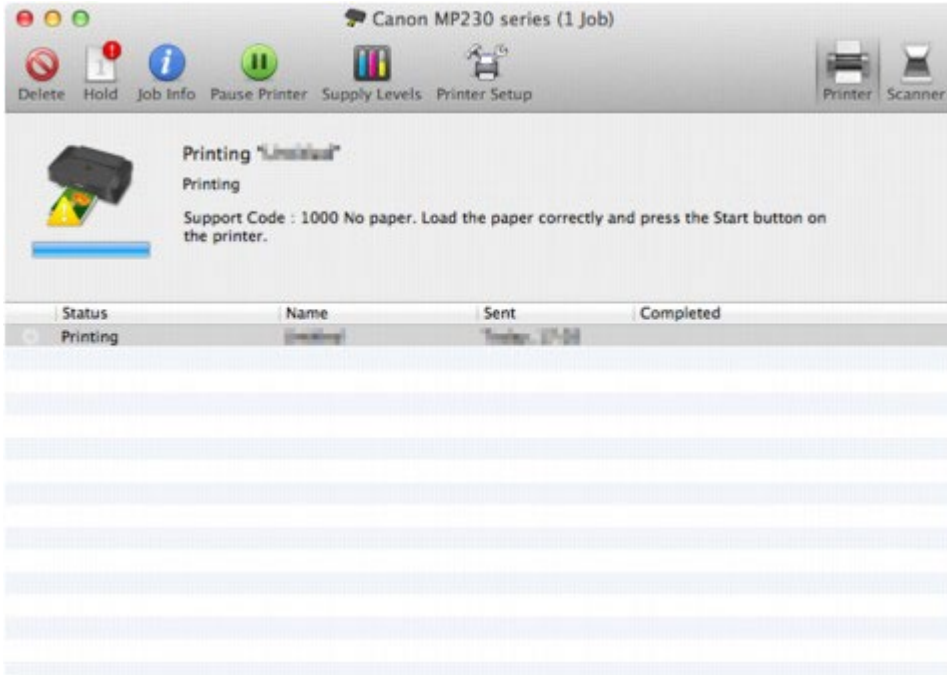 Canon MP230 series (1 Job)
Delete Hold Job Info Pause Printer Supply Levels Printer Setup Printer Scanner
Printing "
Printing
Support Code : 1000 No paper. Load the paper correctly and press the Start button on
the printer.
Status Name Sent Completed
Printing